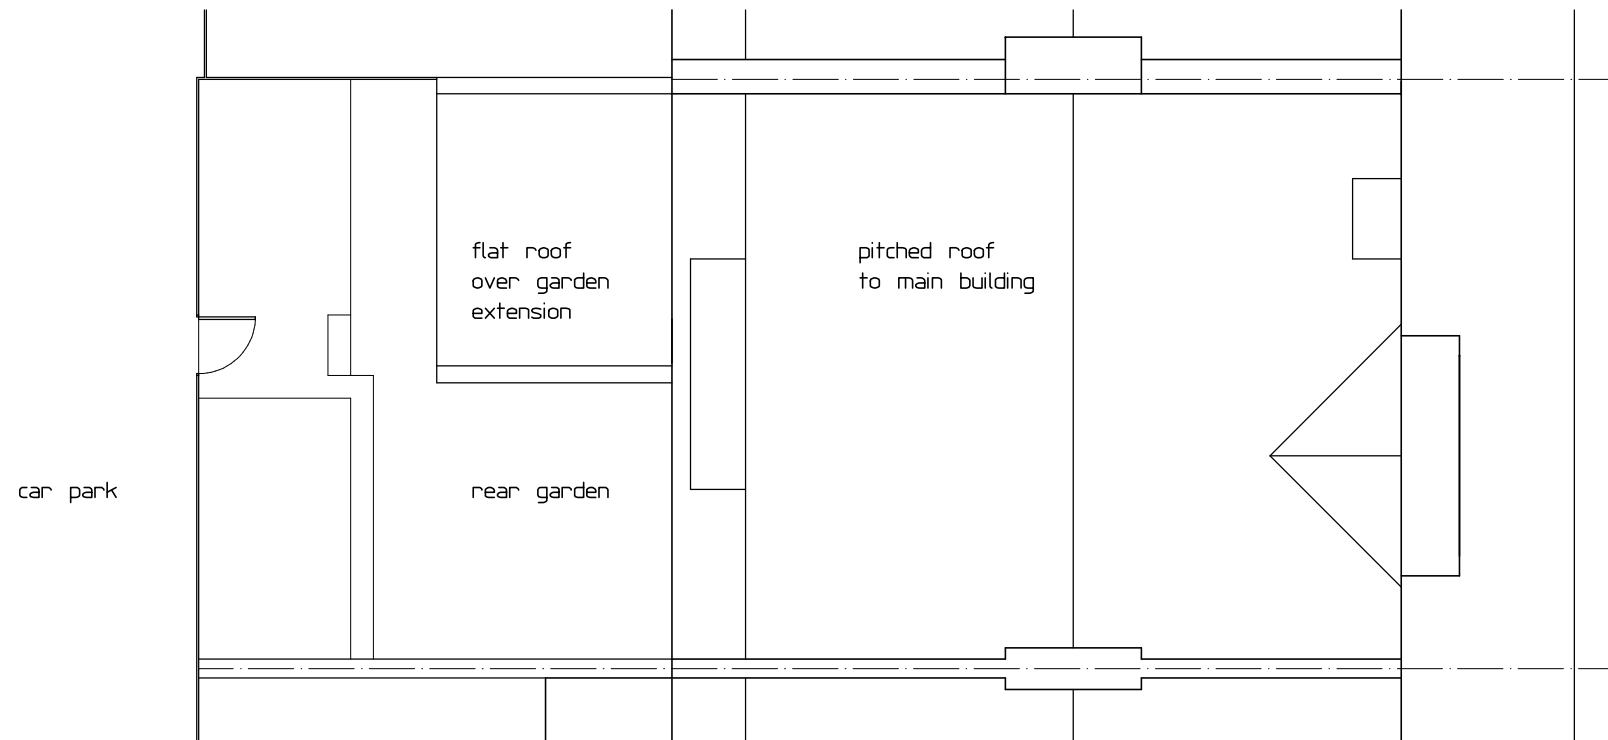 flat roof
over garden
extension
pitched roof
to main building
car park
rear garden